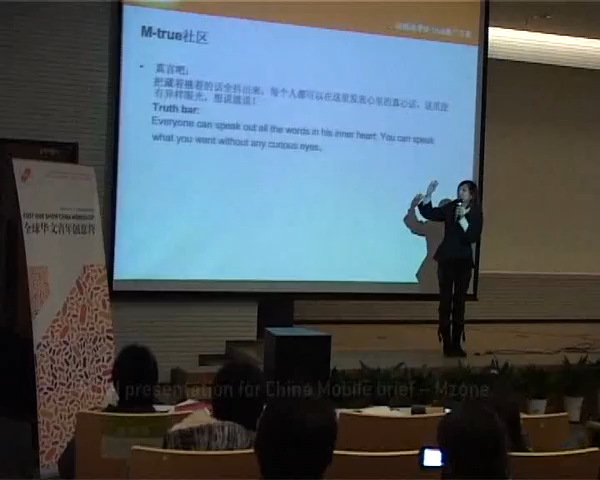 M-true社区
• 真言吧：
把藏着掖着的话全抖出来，每个人都可以在这里发表心里的真心话，这里没
有异样眼光，想说就说！
Truth bar:
Everyone can speak out all the words in his inner heart. You can speak
what you want without any curious eyes.
全球华文青年创意营
presentation for China Mobile brief – Mzone